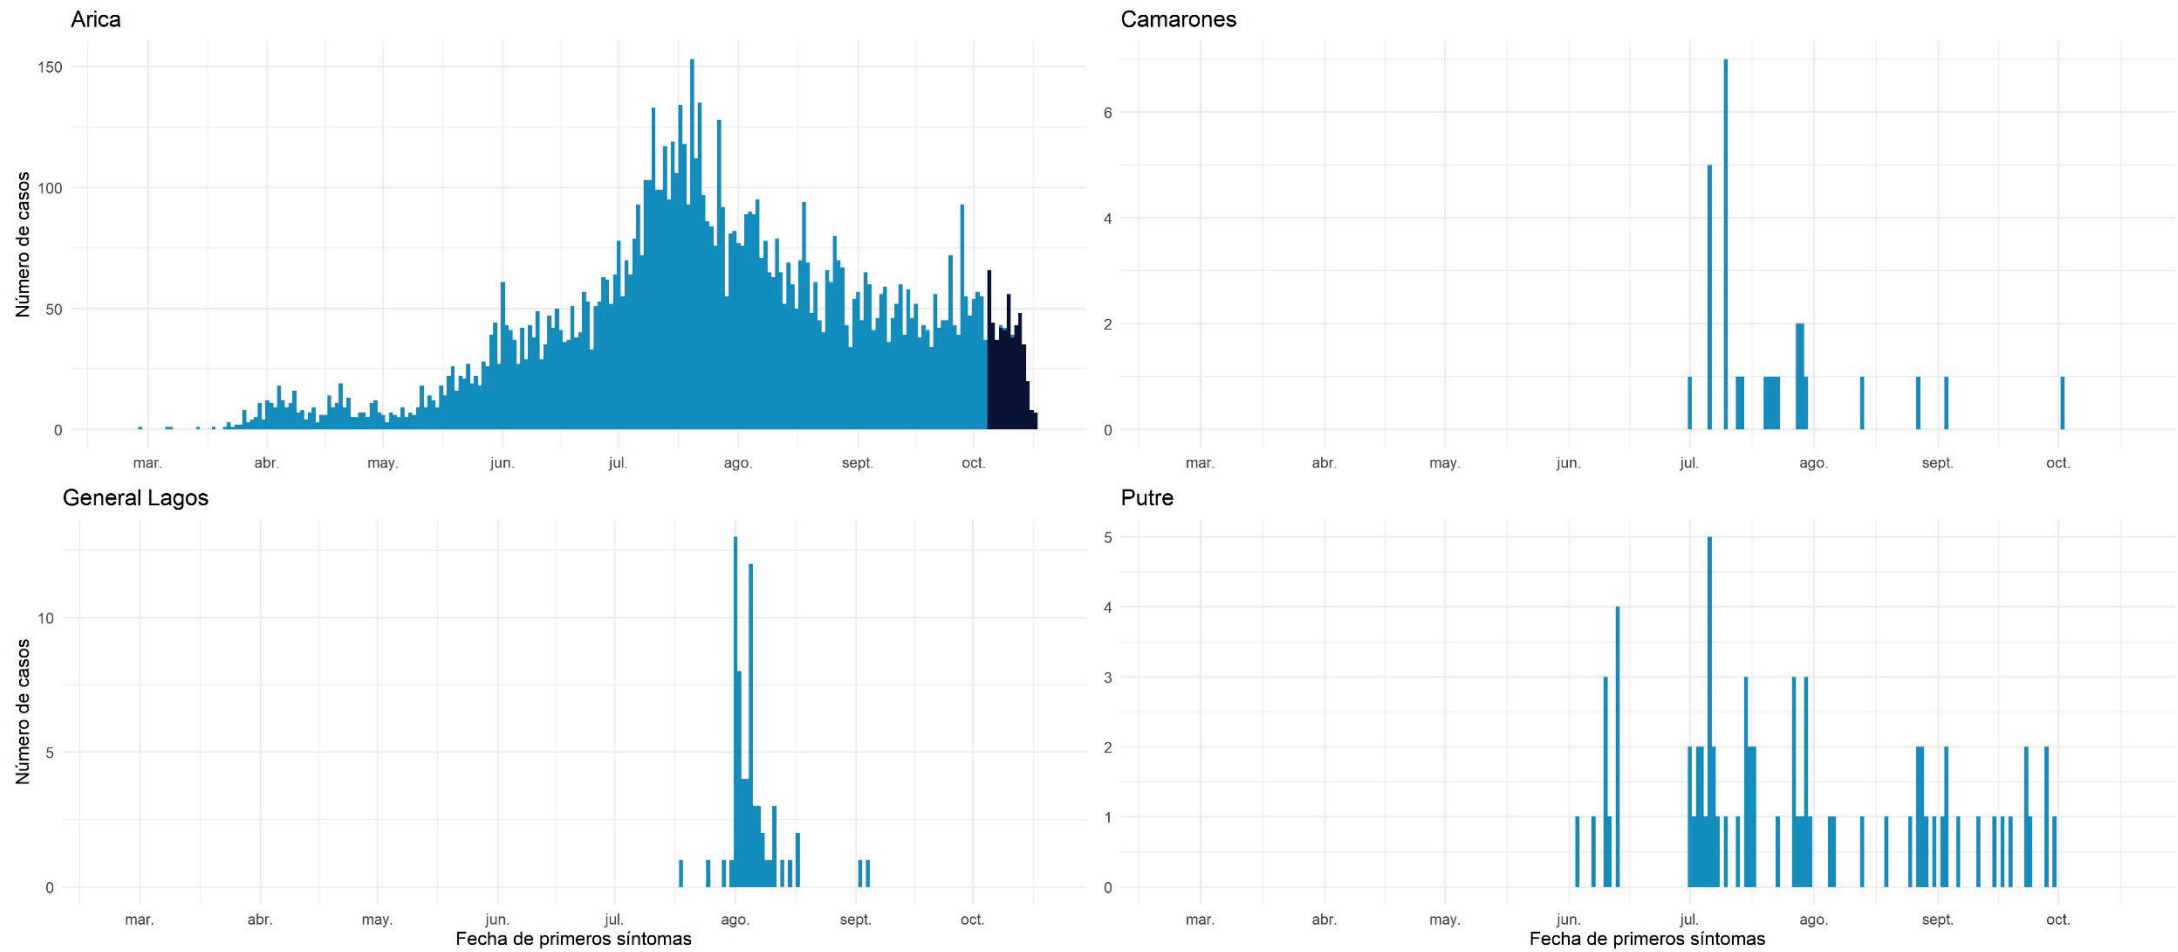 Arica
Número de casos
150
100
50
0
mar. abr. may. jun. jul. ago. sept. oct.
Camarones
6
4
2
0
mar. abr. may. jun. jul. ago. sept. oct.
General Lagos
Número de casos
10
5
0
mar. abr. may. jun. jul. ago. sept. oct.
Fecha de primeros síntomas
Putre
5
4
3
2
1
0
mar. abr. may. jun. jul. ago. sept. oct.
Fecha de primeros síntomas